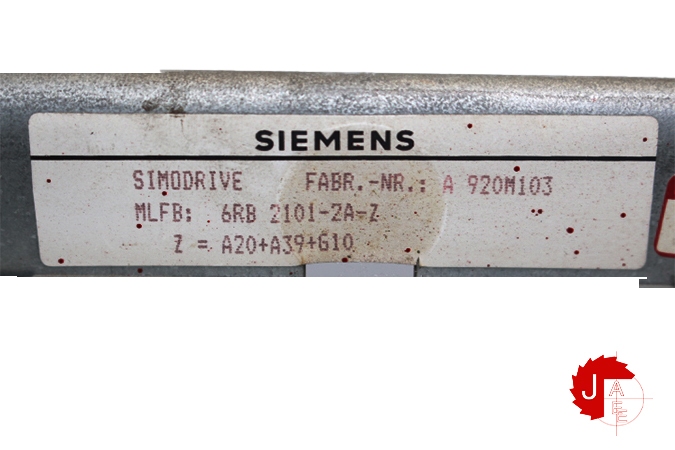 SIEMENS
SIMODRIVE FABR.-NR.: A 920M103
MLFB: 6RB 2101-2A-Z
Z = A20+A39+G10
J A E E